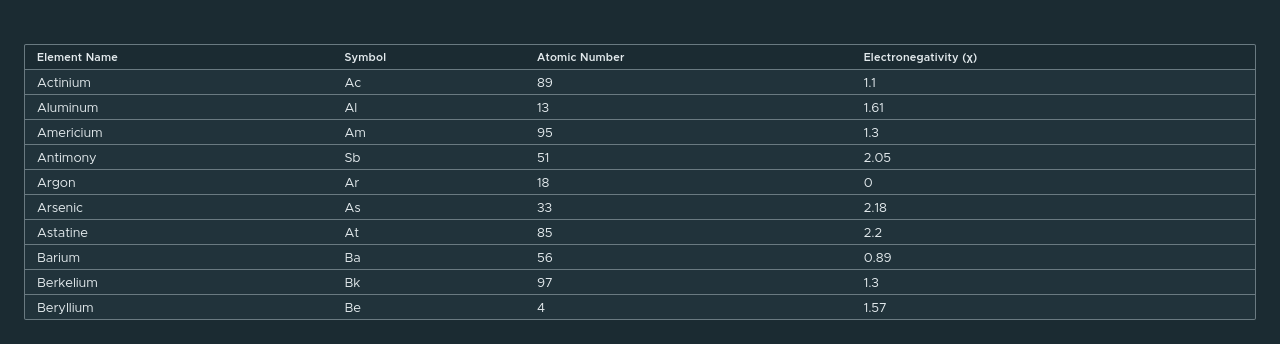 Element Name Symbol Atomic Number Electronegativity (χ)
Actinium Ac 89 1.1
Aluminum Al 13 1.61
Americium Am 95 1.3
Antimony Sb 51 2.05
Argon Ar 18 0
Arsenic As 33 2.18
Astatine At 85 2.2
Barium Ba 56 0.89
Berkelium Bk 97 1.3
Beryllium Be 4 1.57